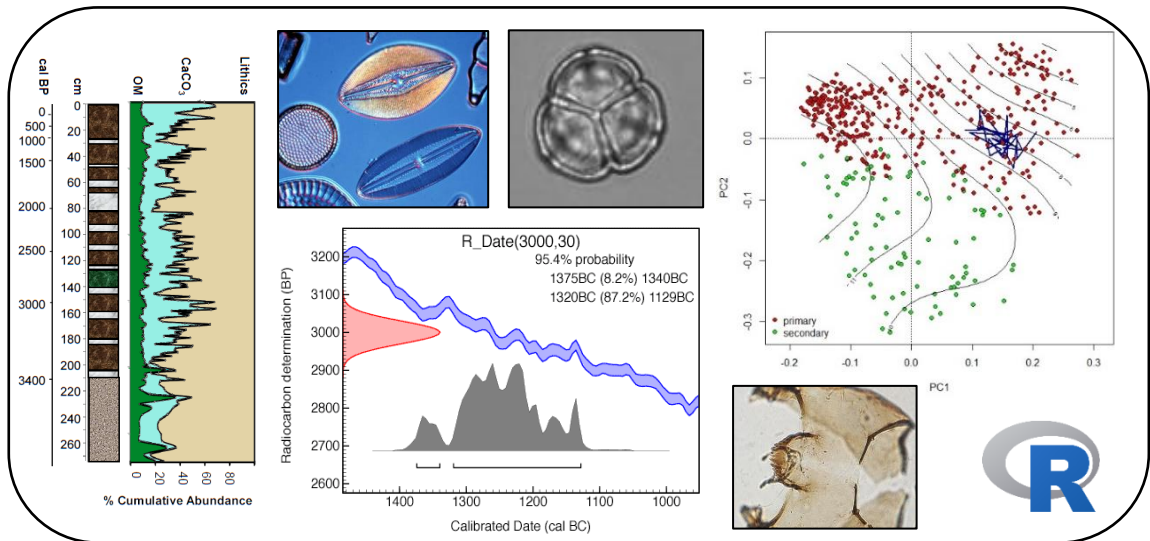 cal BP
cm
OM
CaCO₃
Lithics
0
500
1000
1500
2000
2500
3000
3400
0
20
40
60
80
100
120
140
160
180
200
220
240
260
0
20
40
60
80
% Cumulative Abundance
R_Date(3000,30)
95.4% probability
1375BC (8.2%) 1340BC
1320BC (87.2%) 1129BC
Radiocarbon determination (BP)
3200
3100
3000
2900
2800
2700
2600
1400
1300
1200
1100
1000
Calibrated Date (cal BC)
PC2
0.1
0.0
-0.1
-0.2
-0.3
primary
secondary
-0.2
-0.1
0.0
0.1
0.2
0.3
PC1
R